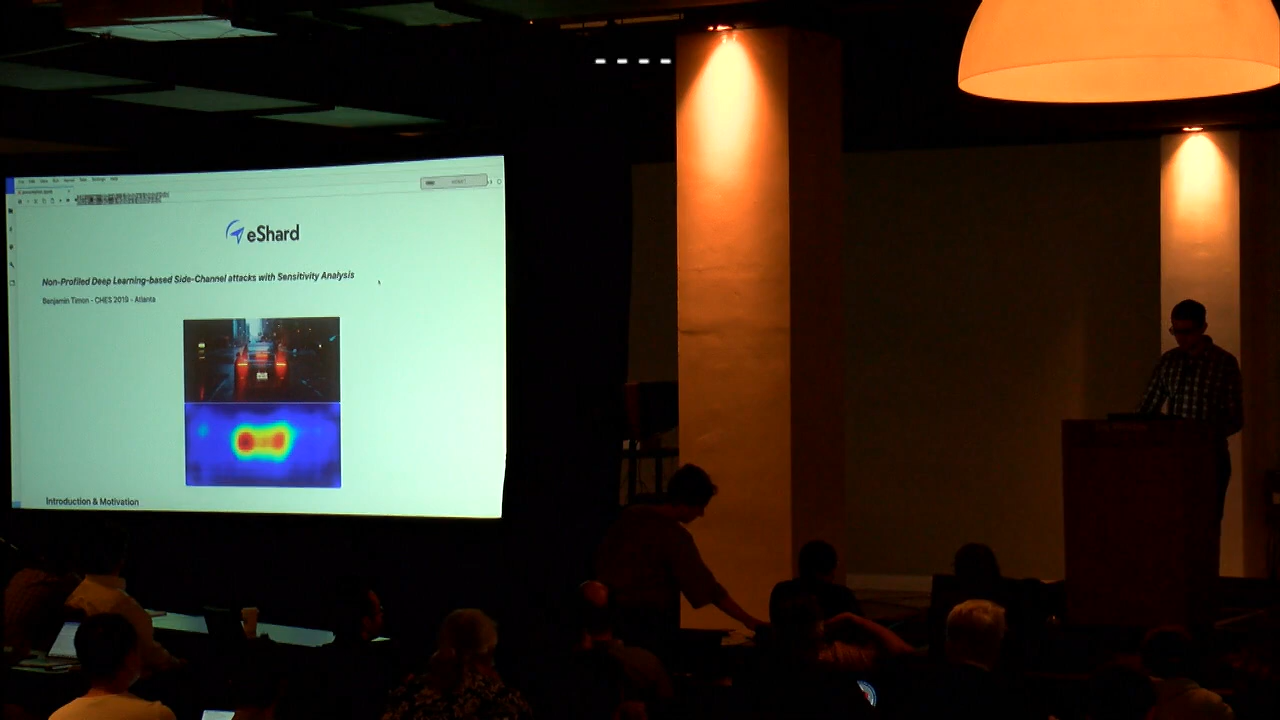 eShard
Non-Profiled Deep Learning-based Side-Channel attacks with Sensitivity Analysis
Benjamin Timon - CHES 2019 - Atlanta
Introduction & Motivation